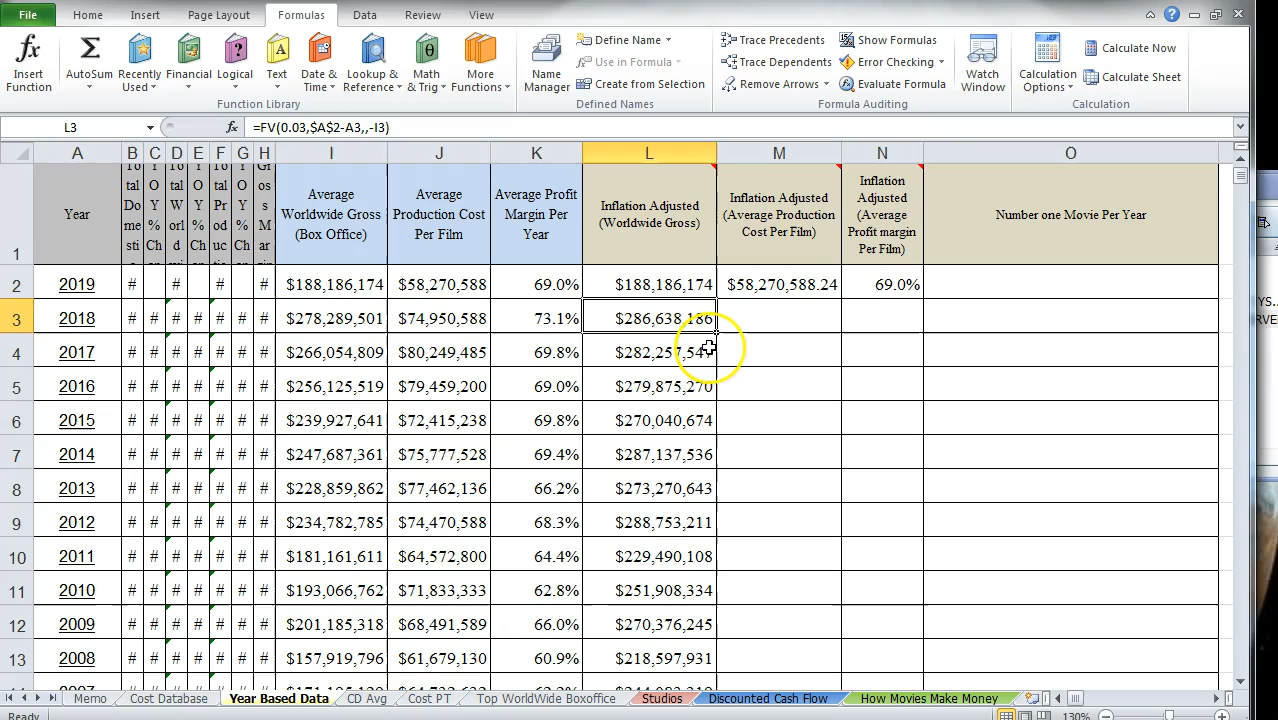 File Home Insert Page Layout Formulas Data Review View
Insert Function
AutoSum
Recently Used
Financial
Logical
Text
Date & Time
Lookup & Reference
Math & Trig
More Functions
Function Library
Name Manager
Define Name
Use in Formula
Create from Selection
Defined Names
Trace Precedents
Trace Dependents
Remove Arrows
Show Formulas
Error Checking
Evaluate Formula
Formula Auditing
Watch Window
Calculation Options
Calculate Now
Calculate Sheet
Calculation
L3 fx =FV(0.03,$A$2-A3,,-I3)
A B C D E F G H I J K L M N O
1 Year
Average Worldwide Gross (Box Office)
Average Production Cost Per Film
Average Profit Margin Per Year
Inflation Adjusted (Worldwide Gross)
Inflation Adjusted (Average Production Cost Per Film)
Inflation Adjusted (Average Profit margin Per Film)
Number one Movie Per Year
2 2019 # # # # # $188,186,174 $58,270,588 69.0% $188,186,174 $58,270,588.24 69.0%
3 2018 # # # # # # # $278,289,501 $74,950,588 73.1% $286,638,186
4 2017 # # # # # # # $266,054,809 $80,249,485 69.8%
5 2016 # # # # # # # $256,125,519 $79,459,200 69.0% $279,875,270
6 2015 # # # # # # # $239,927,641 $72,415,238 69.8% $270,040,674
7 2014 # # # # # # # $247,687,361 $75,777,528 69.4% $287,137,536
8 2013 # # # # # # # $228,859,862 $77,462,136 66.2% $273,270,643
9 2012 # # # # # # # $234,782,785 $74,470,588 68.3% $288,753,211
10 2011 # # # # # # # $181,161,611 $64,572,800 64.4% $229,490,108
11 2010 # # # # # # # $193,066,762 $71,833,333 62.8% $251,908,334
12 2009 # # # # # # # $201,185,318 $68,491,589 66.0% $270,376,245
13 2008 # # # # # # # $157,919,796 $61,679,130 60.9% $218,597,931
Memo Cost Database Year Based Data CD Avg Cost PT Top WorldWide Boxoffice Studios Discounted Cash Flow How Movies Make Money
Ready 130%